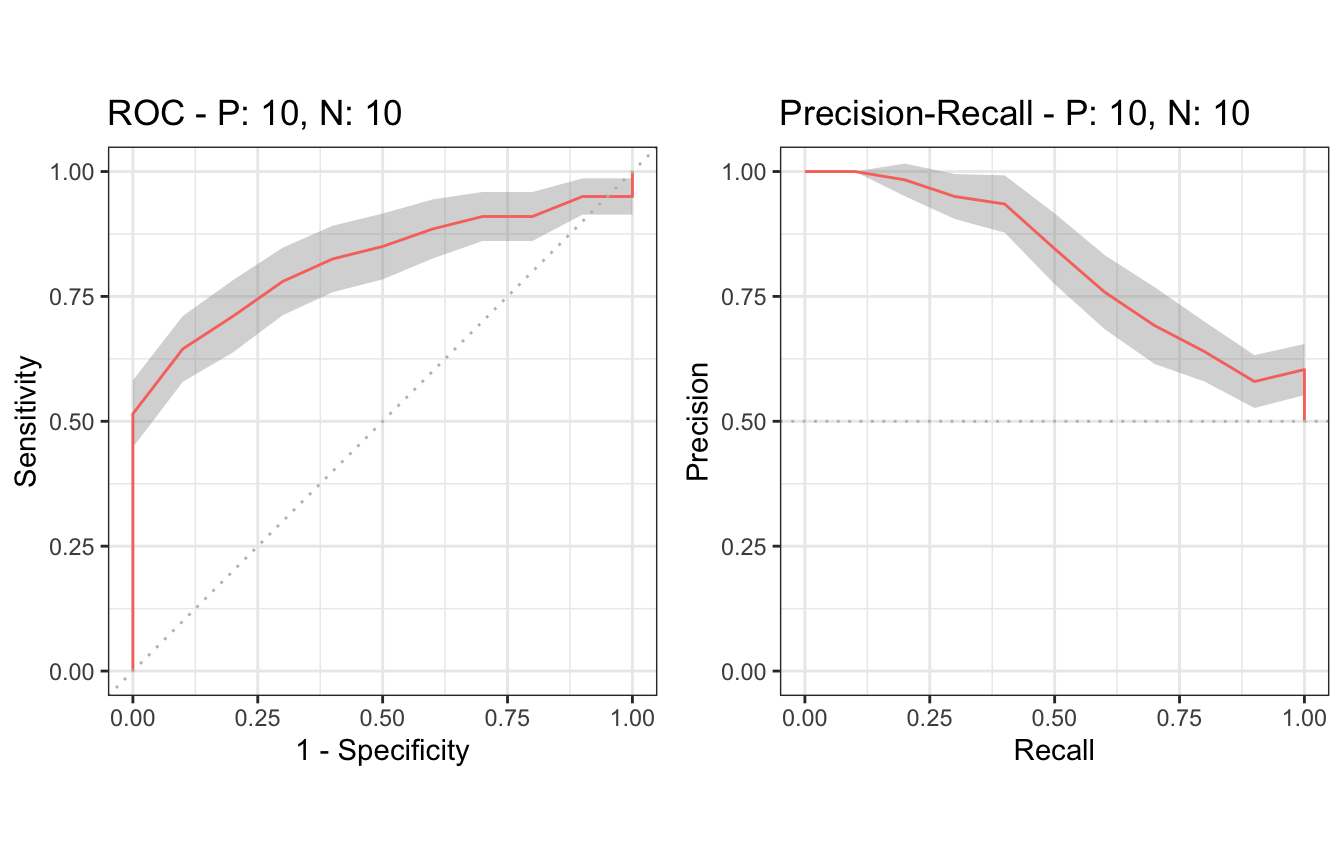 ROC - P: 10, N: 10
1.00
0.75
0.50
0.25
0.00
Sensitivity
0.00 0.25 0.50 0.75 1.00
1 - Specificity
Precision-Recall - P: 10, N: 10
1.00
0.75
0.50
0.25
0.00
Precision
0.00 0.25 0.50 0.75 1.00
Recall